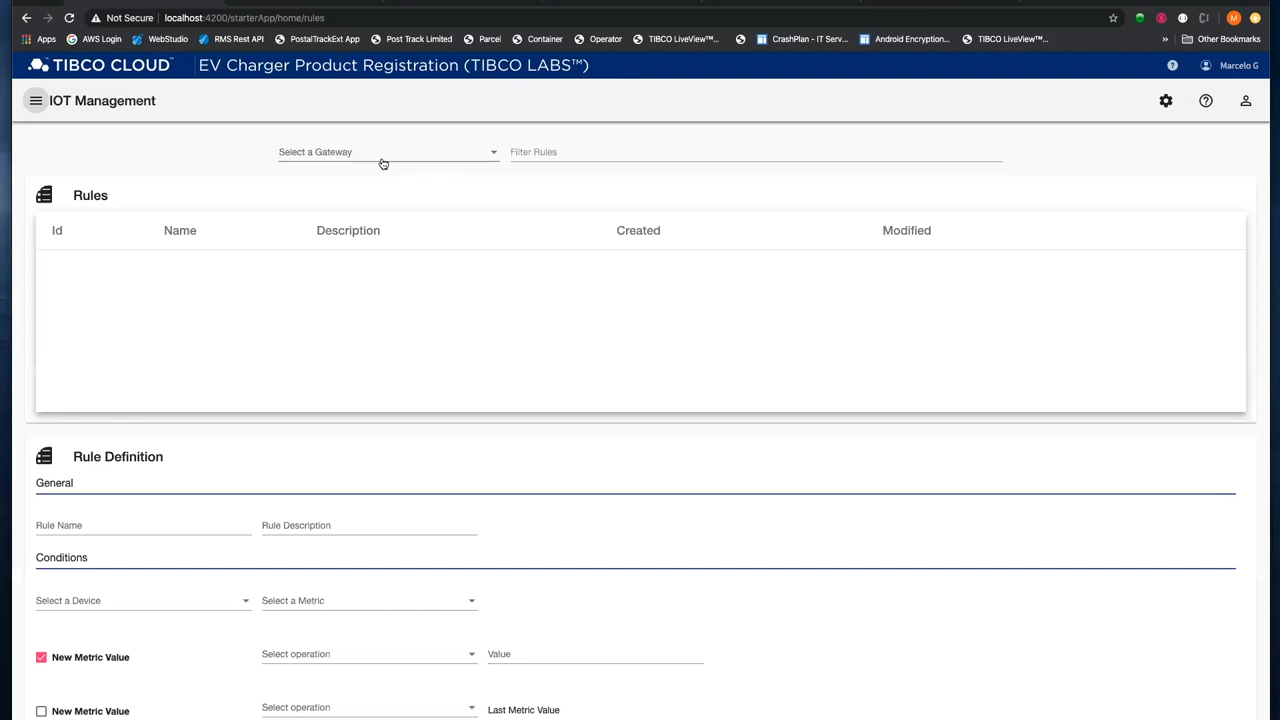 Not Secure | localhost:4200/starterApp/home/rules M
Apps AWS Login WebStudio RMS Rest API PostalTrackExt App Post Track Limited Parcel Container Operator TIBCO LiveView™... CrashPlan - IT Serv... Android Encryption... TIBCO LiveView™... » Other Bookmarks
TIBCO CLOUD™ EV Charger Product Registration (TIBCO LABS™) ? Marcelo G
IOT Management ?
Select a Gateway Filter Rules
Rules
Id Name Description Created Modified
Rule Definition
General
Rule Name Rule Description
Conditions
Select a Device Select a Metric
New Metric Value Select operation Value
New Metric Value Select operation Last Metric Value